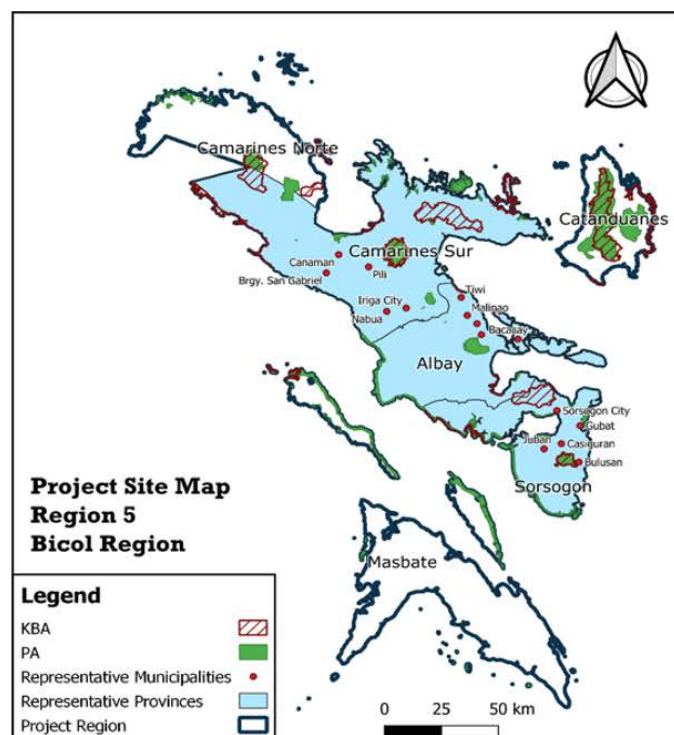 Camarines Norte
Catanduanes
Camarines Sur
Canaman
Pili
Brgy. San Gabriel
Tiwi
Iriga City
Malinao
Nabua
Bacacay
Albay
Sorsogon City
Gubat
Juban
Casiguran
Bulusan
Sorsogon
Project Site Map
Region 5
Bicol Region
Masbate
Legend
KBA
PA
Representative Municipalities
Representative Provinces
Project Region
0 25 50 km